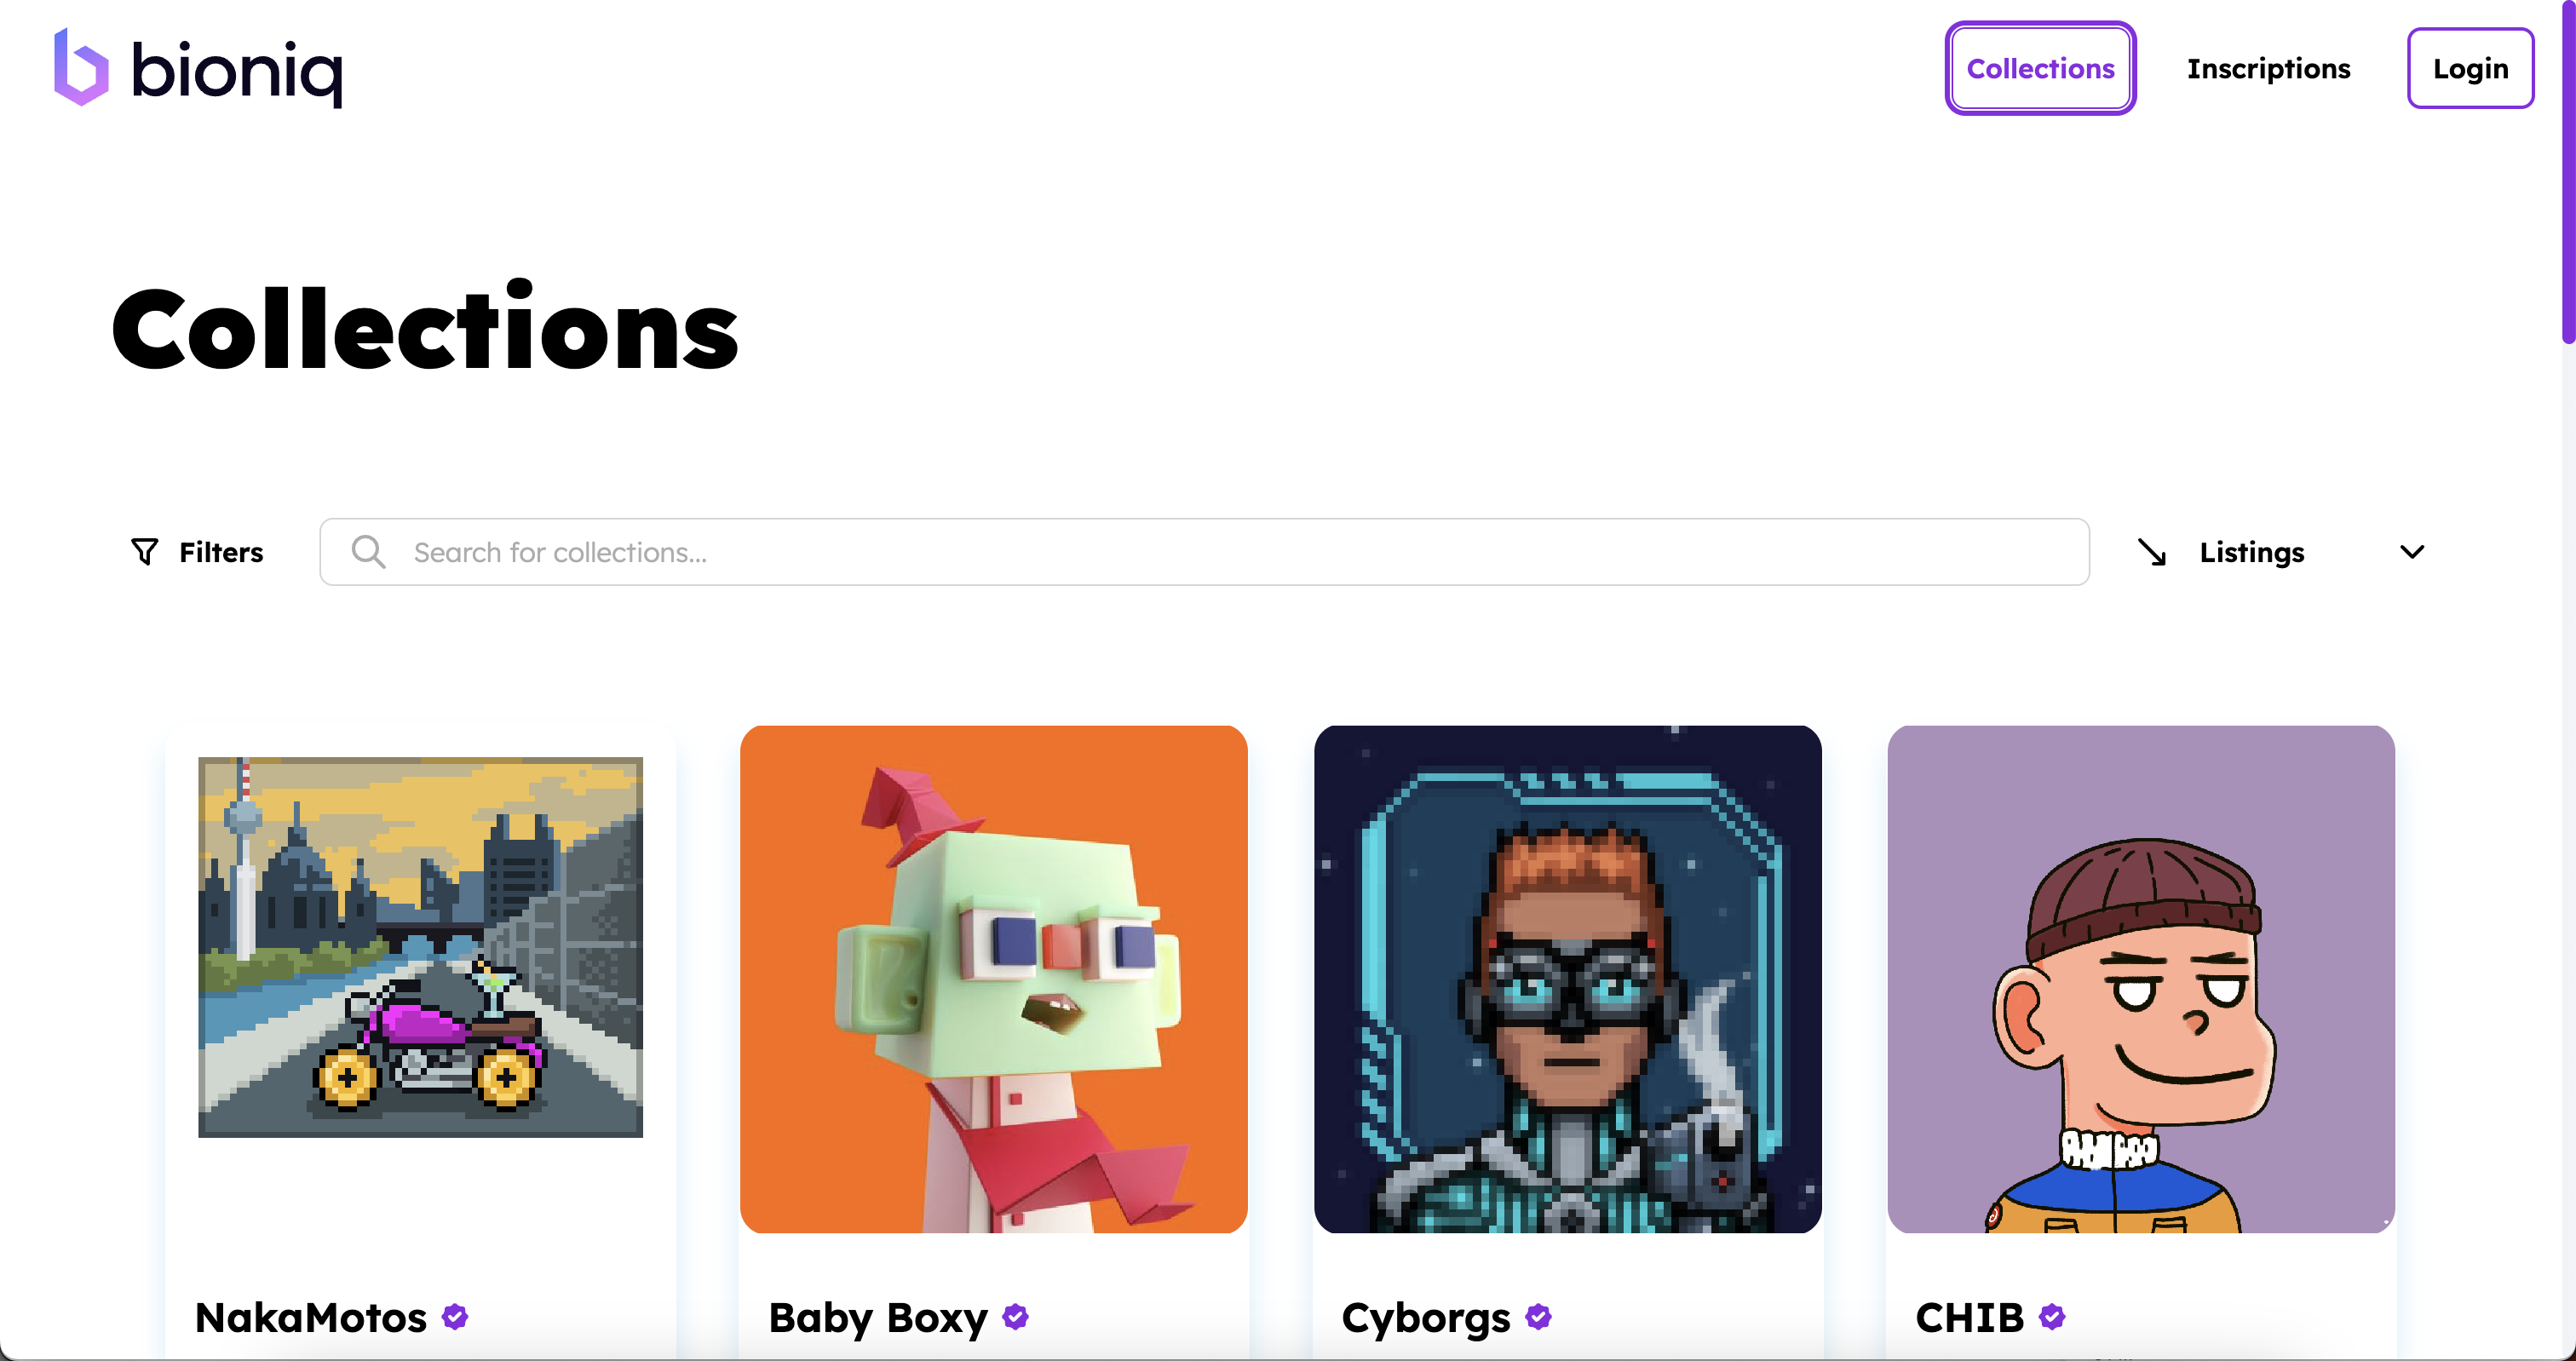 bioniq
Collections
Inscriptions
Login
Collections
Filters
Search for collections...
Listings
NakaMotos
Baby Boxy
Cyborgs
CHIB